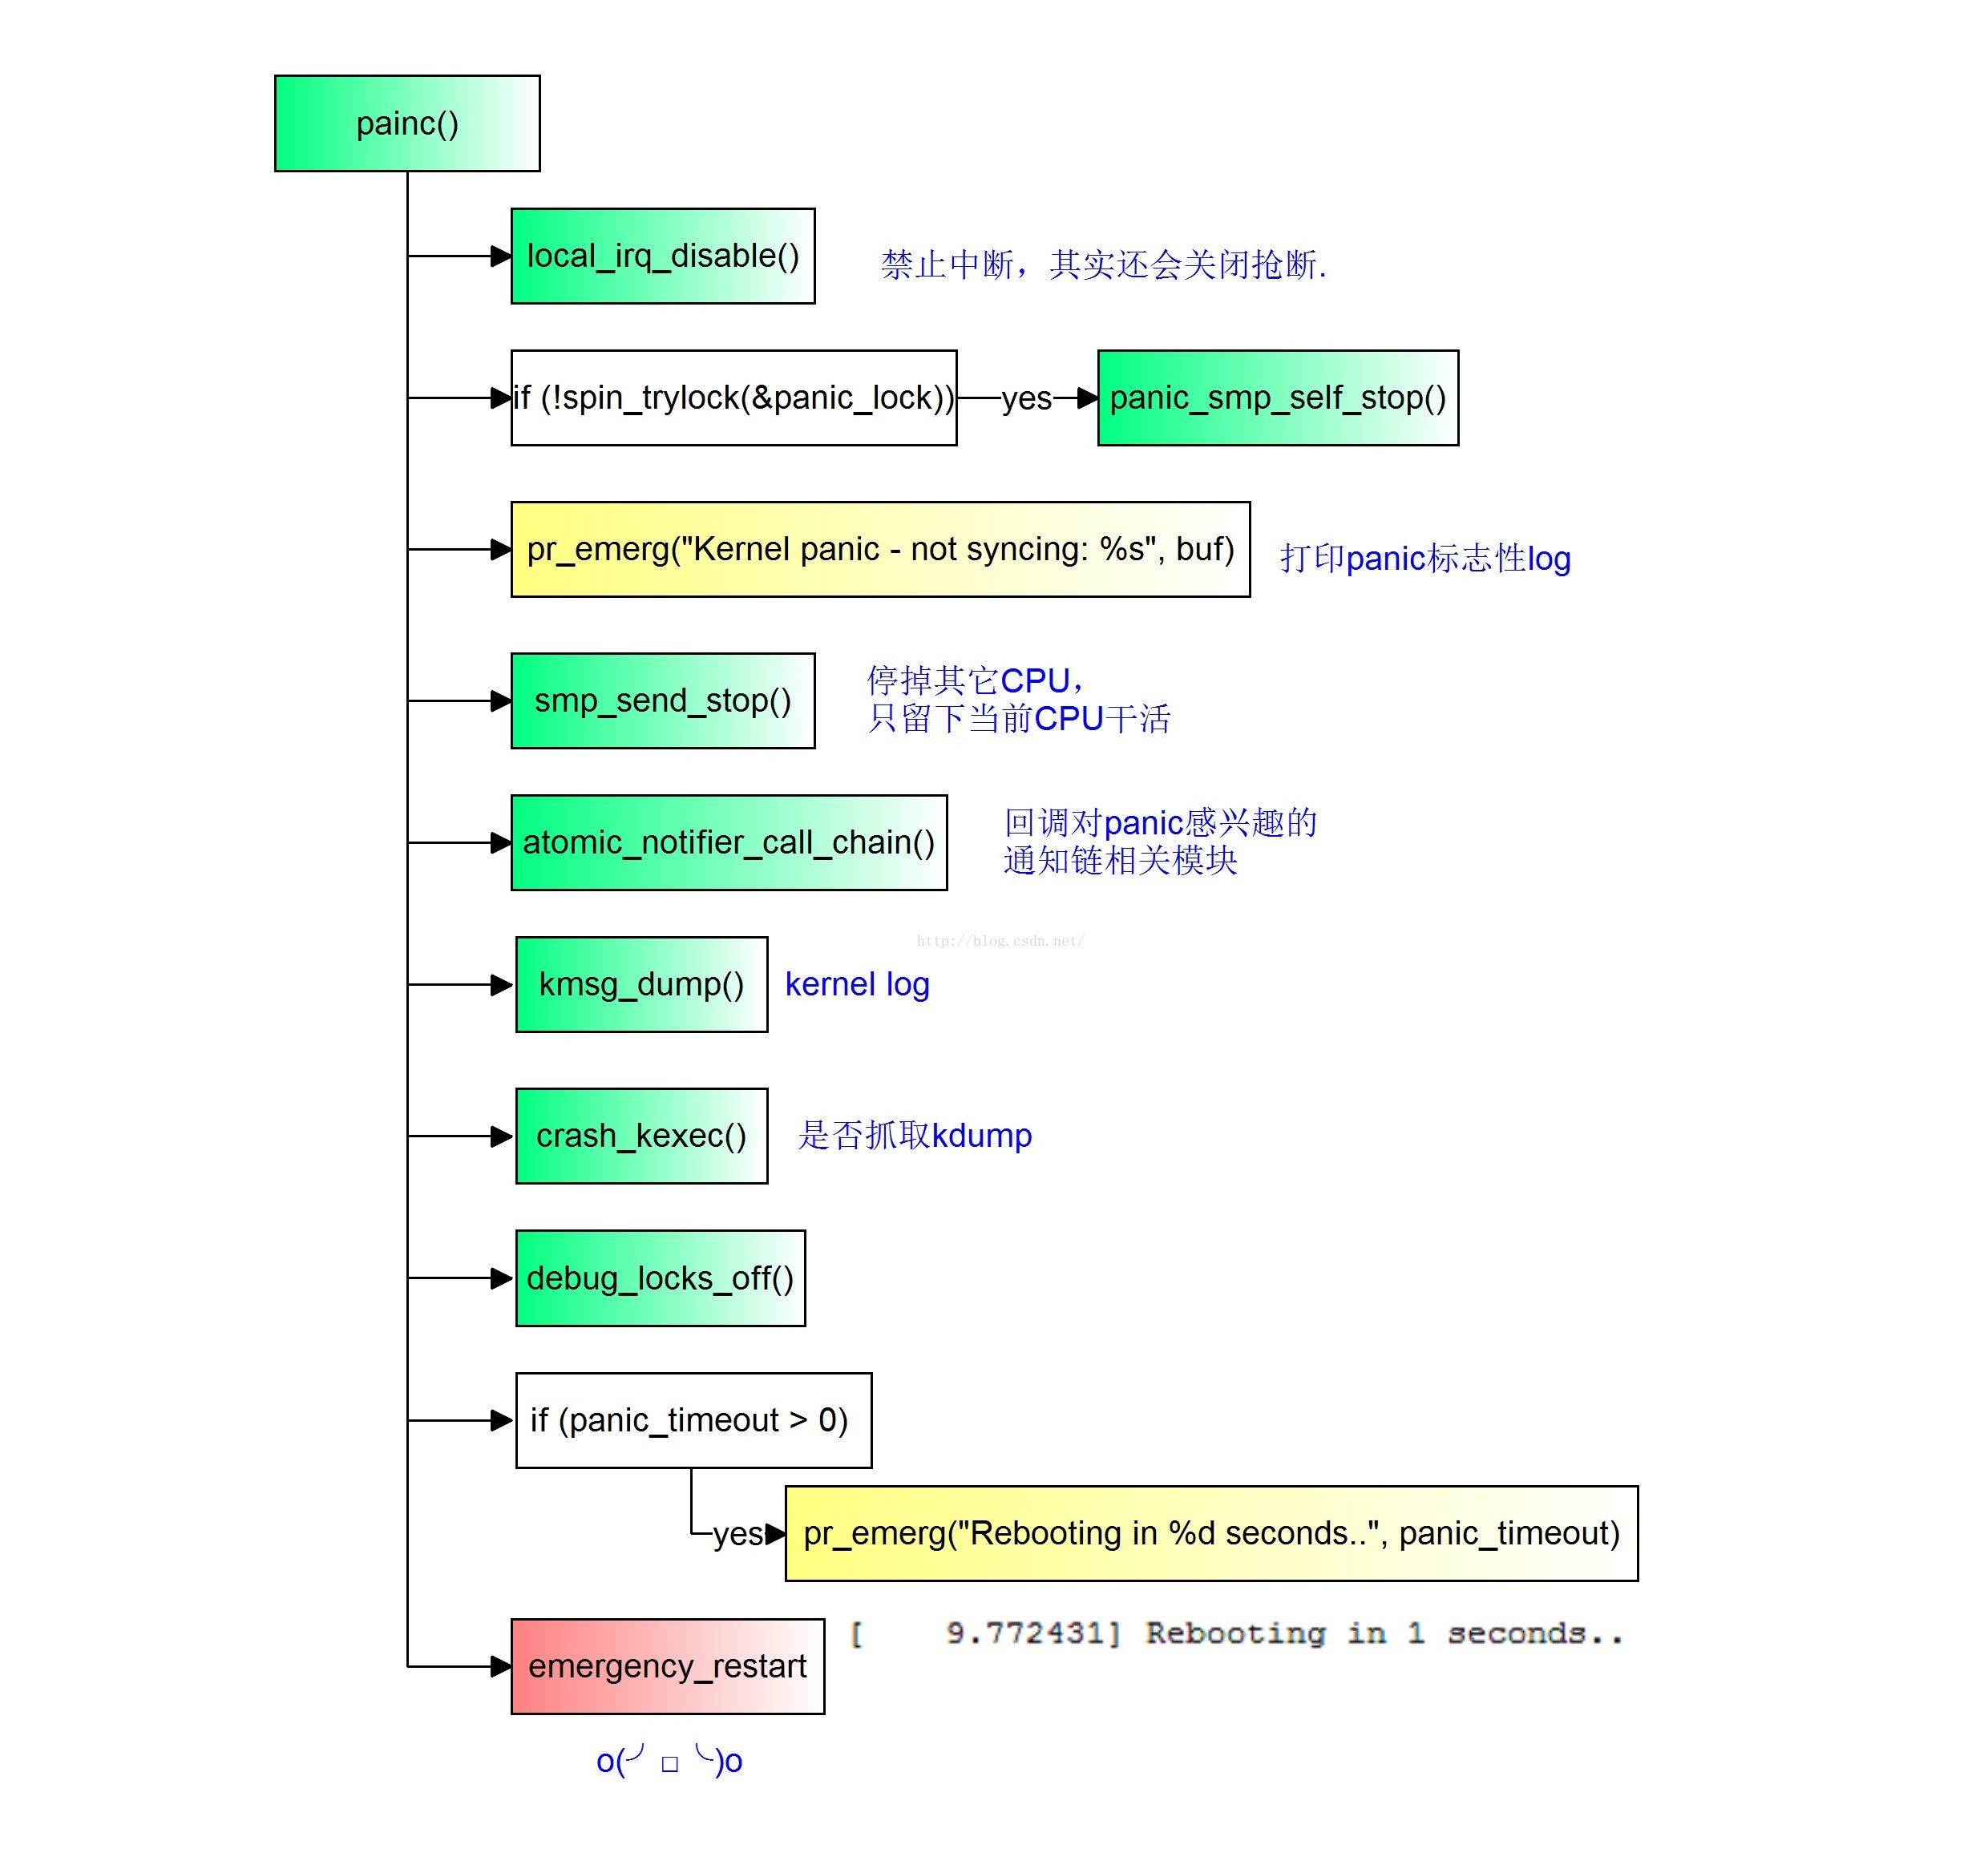 painc()
local_irq_disable()
禁止中断，其实还会关闭抢断.
if (!spin_trylock(&panic_lock))
yes
panic_smp_self_stop()
pr_emerg("Kernel panic - not syncing: %s", buf)
打印panic标志性log
smp_send_stop()
停掉其它CPU，
只留下当前CPU干活
atomic_notifier_call_chain()
回调对panic感兴趣的
通知链相关模块
http://blog.csdn.net/
kmsg_dump()
kernel log
crash_kexec()
是否抓取kdump
debug_locks_off()
if (panic_timeout > 0)
yes
pr_emerg("Rebooting in %d seconds..", panic_timeout)
[    9.772431] Rebooting in 1 seconds..
emergency_restart
o(╯□╰)o